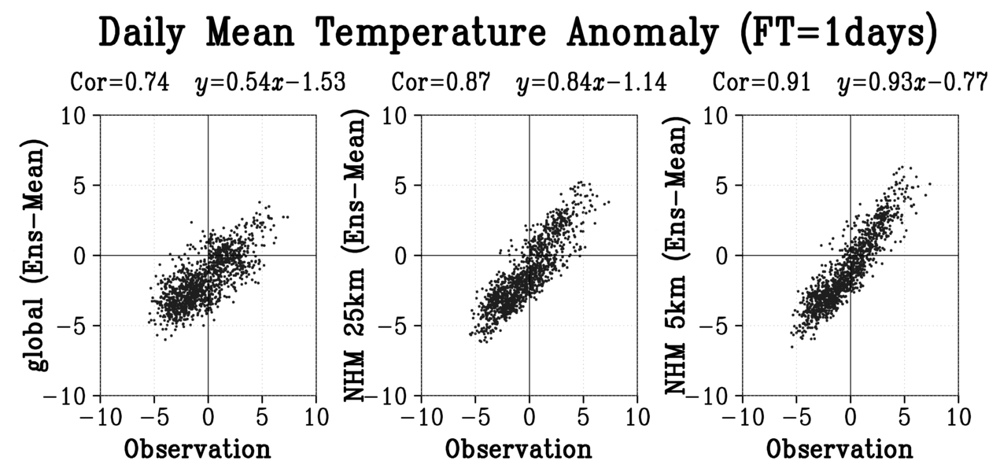 Daily Mean Temperature Anomaly (FT=1days)
Cor=0.74 y=0.54x−1.53
global (Ens−Mean)
10
5
0
−5
−10
−10 −5 0 5 10
Observation
Cor=0.87 y=0.84x−1.14
NHM 25km (Ens−Mean)
10
5
0
−5
−10
−10 −5 0 5 10
Observation
Cor=0.91 y=0.93x−0.77
NHM 5km (Ens−Mean)
10
5
0
−5
−10
−10 −5 0 5 10
Observation